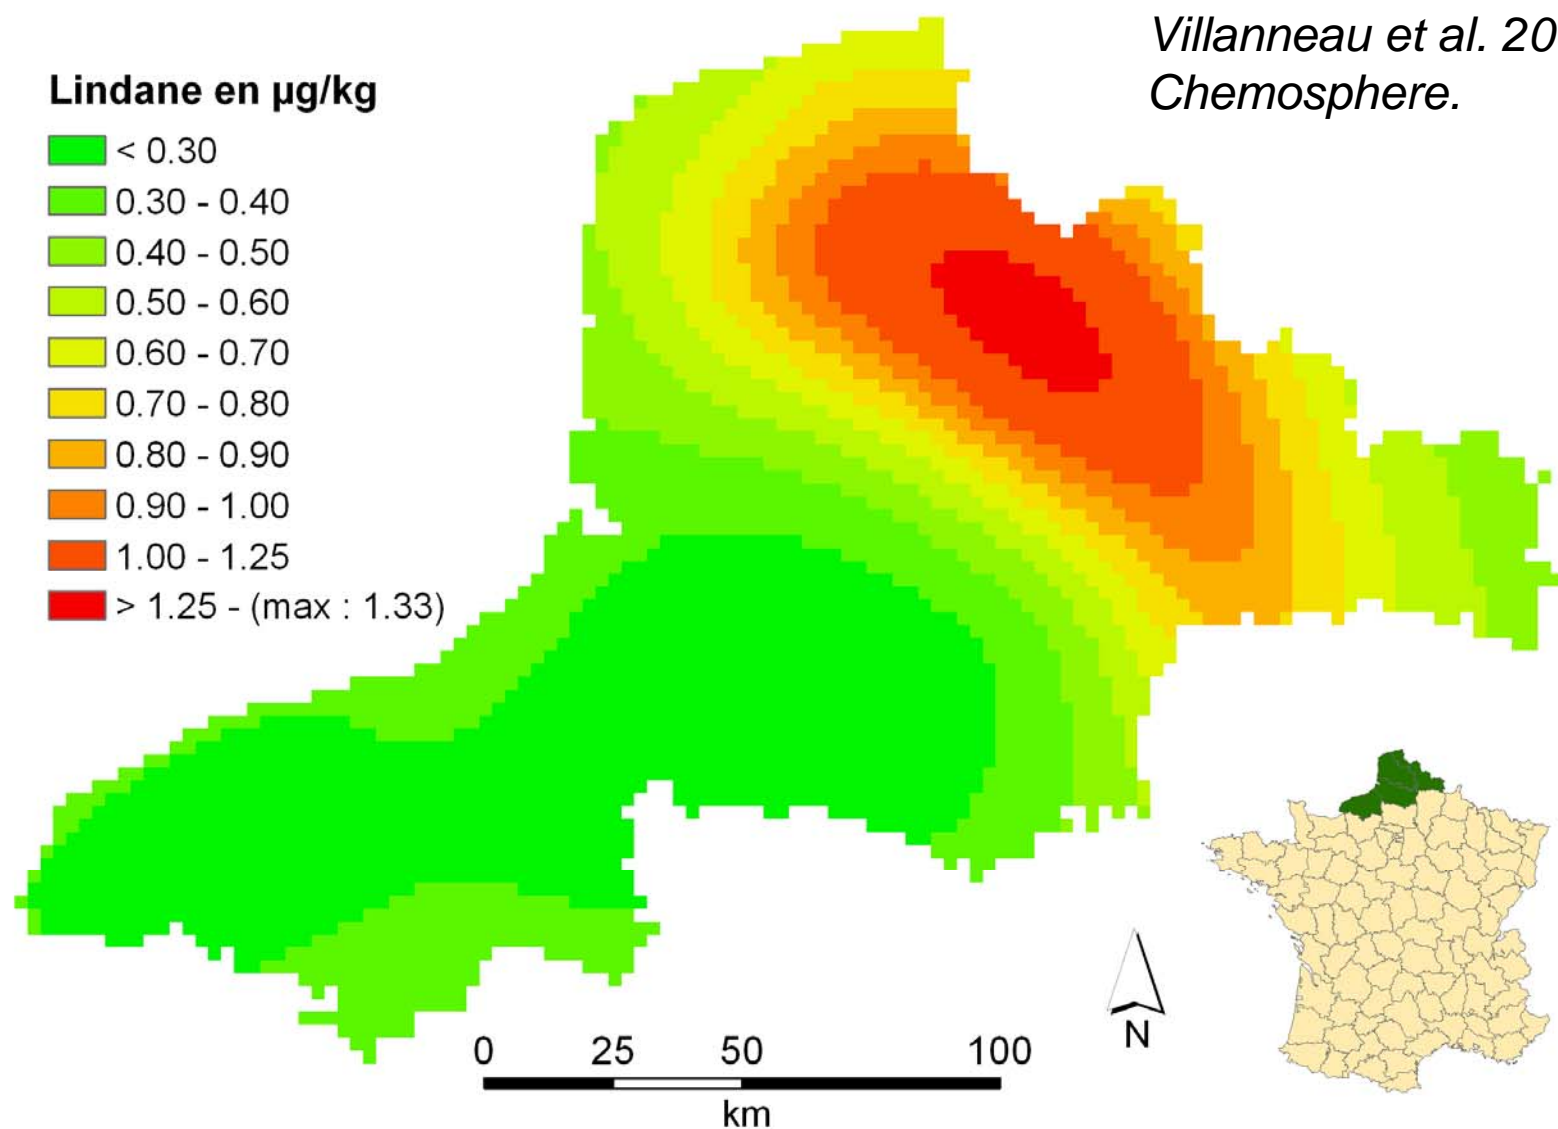 Villanneau et al. 20
Chemosphere.
Lindane en µg/kg
< 0.30
0.30 - 0.40
0.40 - 0.50
0.50 - 0.60
0.60 - 0.70
0.70 - 0.80
0.80 - 0.90
0.90 - 1.00
1.00 - 1.25
> 1.25 - (max : 1.33)
N
0 25 50 100
km